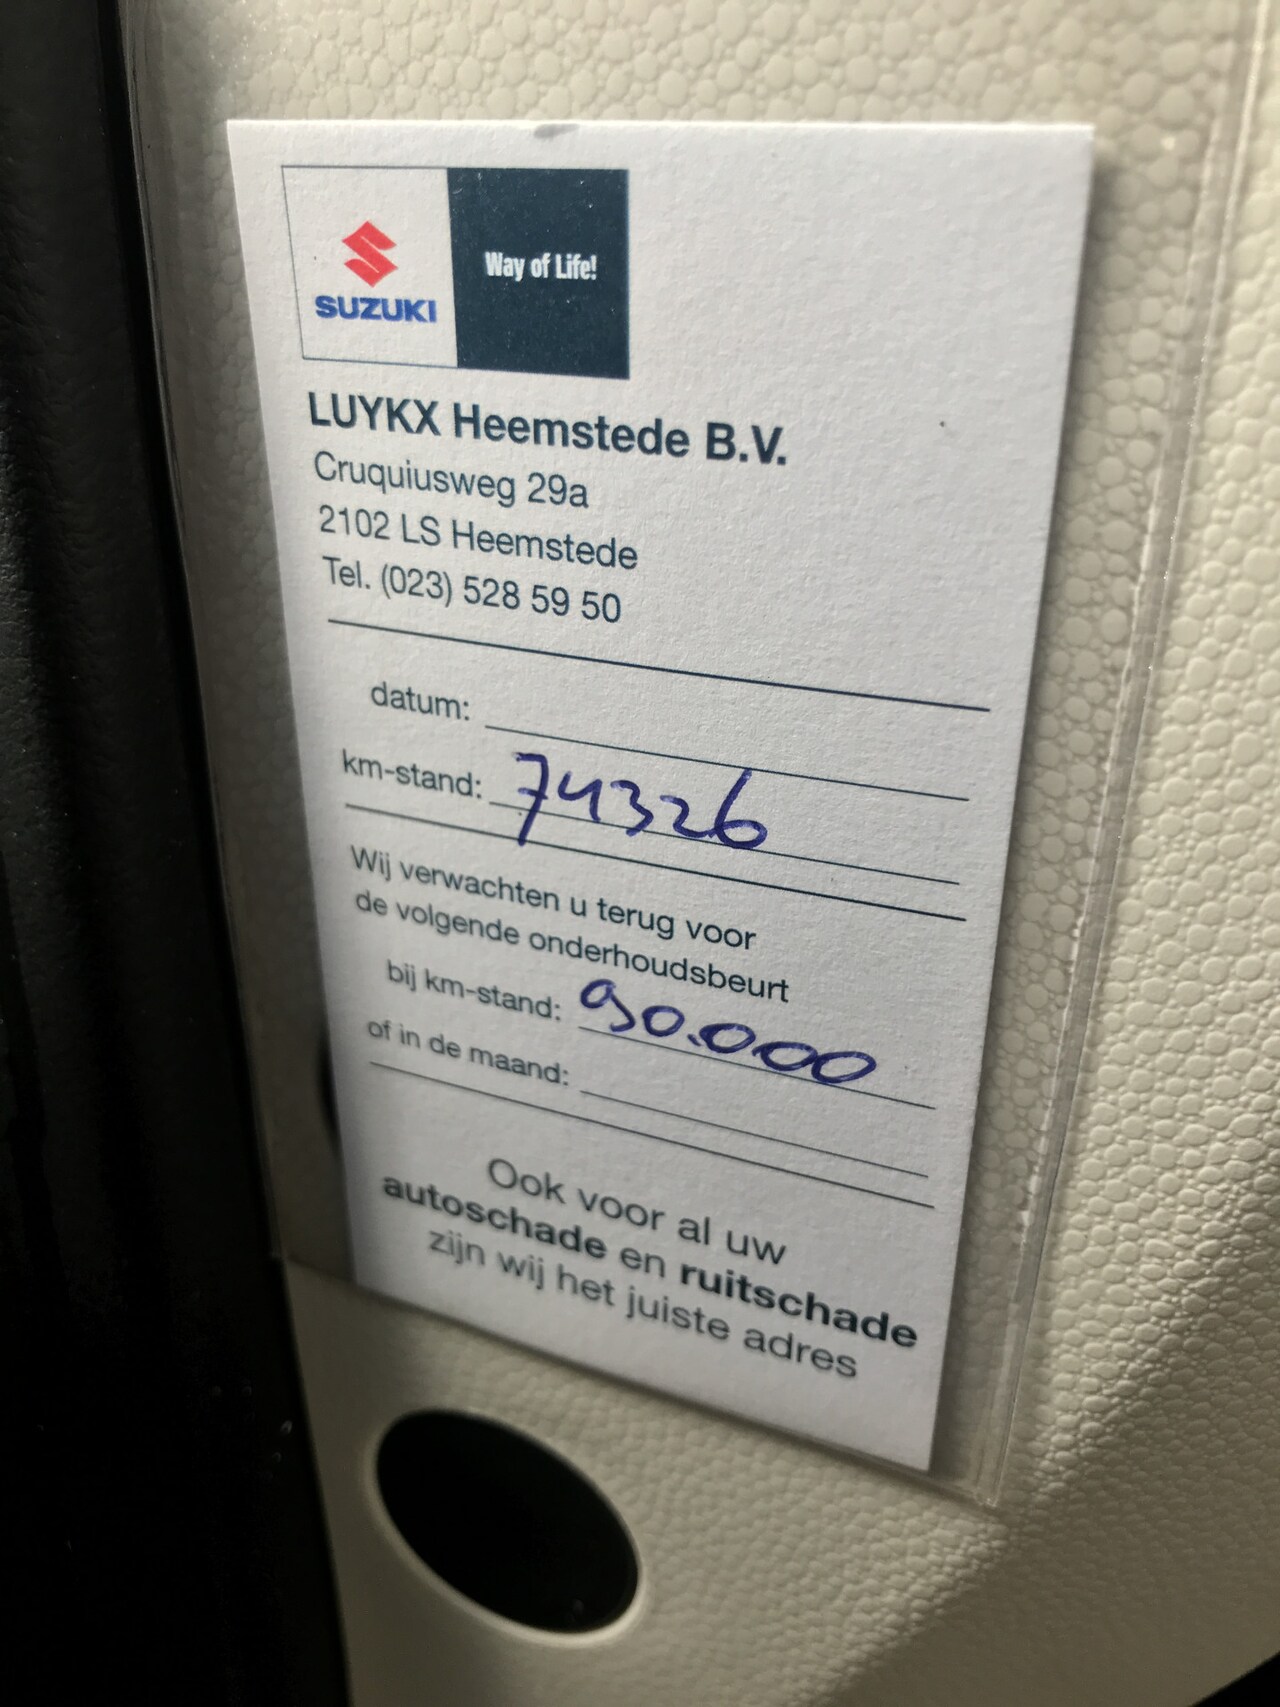 SUZUKI
Way of Life!
LUYKX Heemstede B.V.
Cruquiusweg 29a
2102 LS Heemstede
Tel. (023) 528 59 50
datum:
km-stand: 74326
Wij verwachten u terug voor
de volgende onderhoudsbeurt
bij km-stand: 90.000
of in de maand:
Ook voor al uw
autoschade en ruitschade
zijn wij het juiste adres